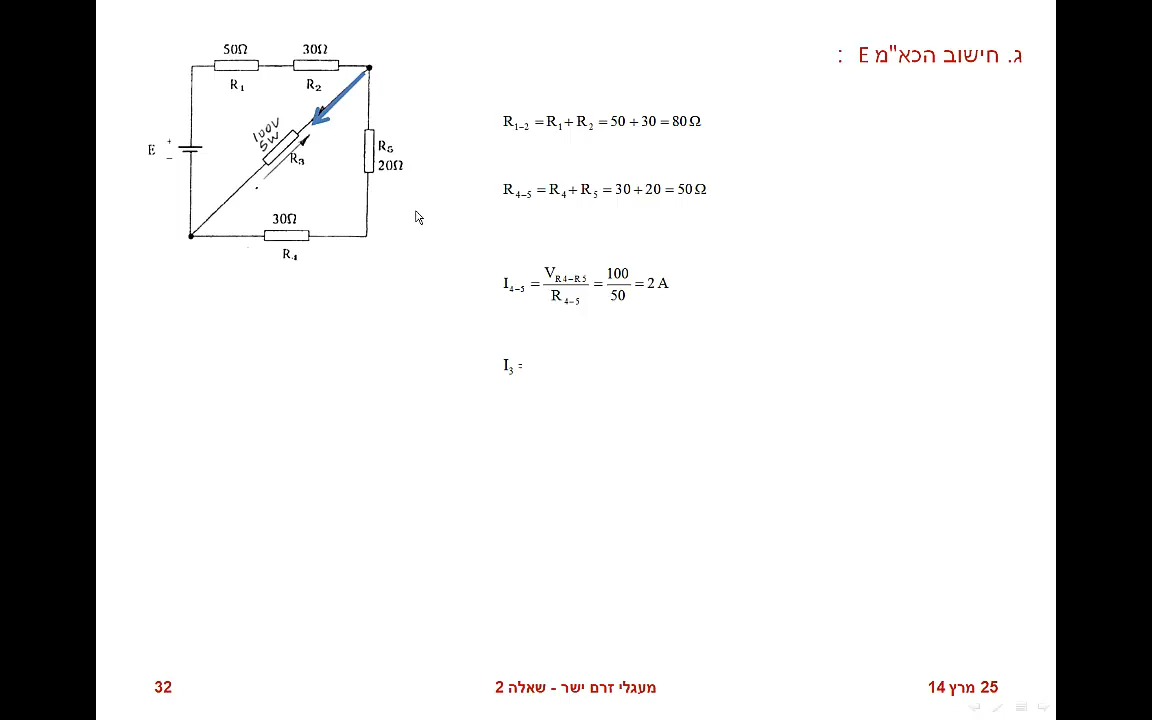 ג. חישוב הכא"מ E :
50Ω 30Ω
R1 R2
100V
5W
R3
E + −
R5
20Ω
30Ω
R4
R1−2 = R1 + R2 = 50 + 30 = 80 Ω
R4−5 = R4 + R5 = 30 + 20 = 50 Ω
I4−5 = VR4−R5 / R4−5 = 100 / 50 = 2 A
I3 =
25 מרץ 14
מעגלי זרם ישר - שאלה 2
32